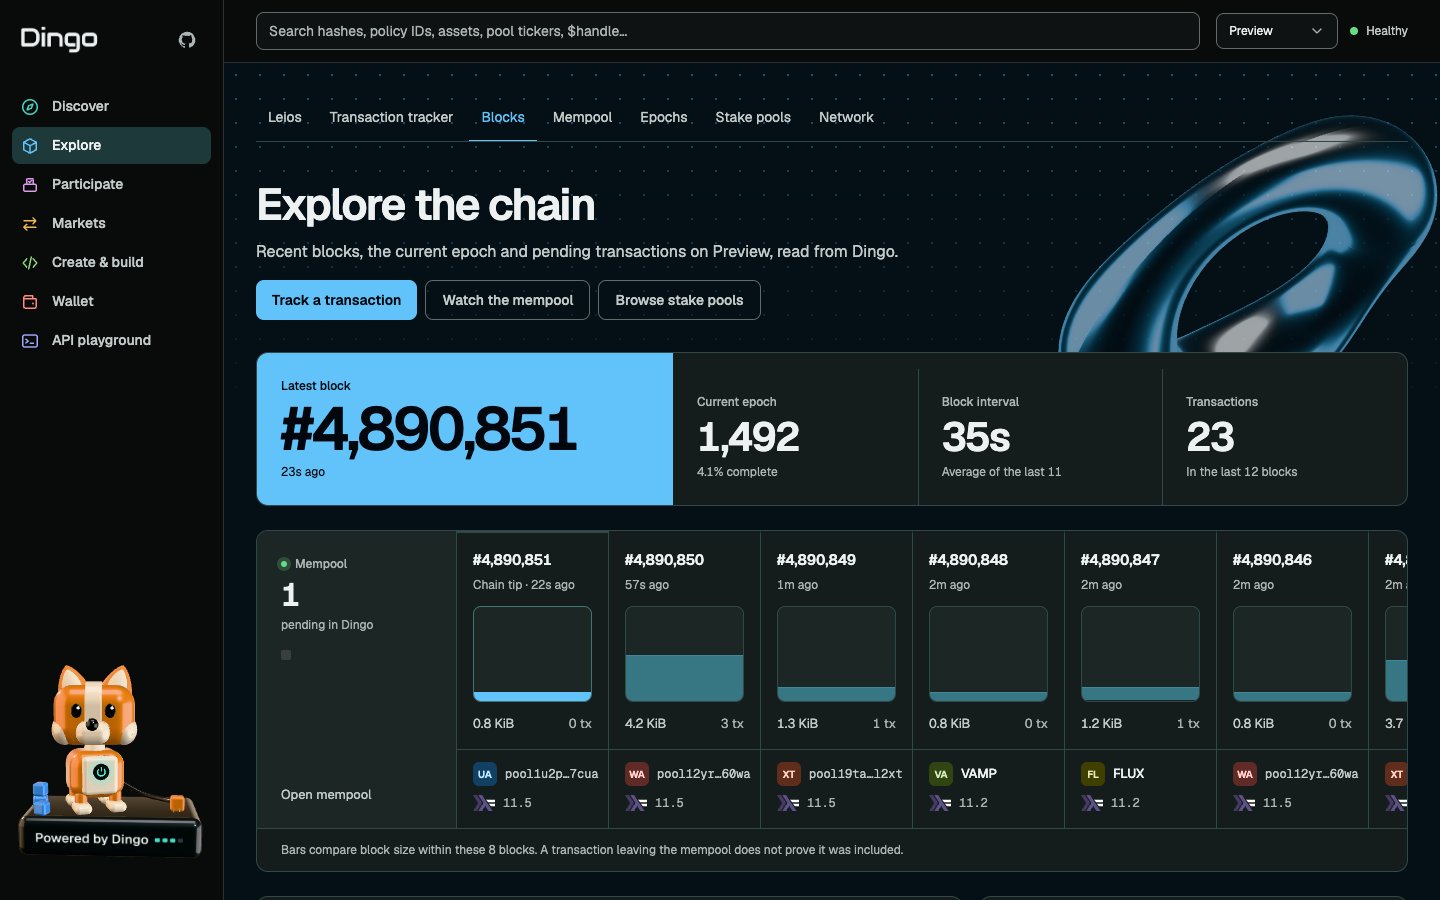 Dingo
Search hashes, policy IDs, assets, pool tickers, $handle...
Preview
Healthy
Discover
Explore
Participate
Markets
Create & build
Wallet
API playground
Leios
Transaction tracker
Blocks
Mempool
Epochs
Stake pools
Network
Explore the chain
Recent blocks, the current epoch and pending transactions on Preview, read from Dingo.
Track a transaction
Watch the mempool
Browse stake pools
Latest block
#4,890,851
23s ago
Current epoch
1,492
4.1% complete
Block interval
35s
Average of the last 11
Transactions
23
In the last 12 blocks
Mempool
1
pending in Dingo
Open mempool
#4,890,851
Chain tip · 22s ago
0.8 KiB 0 tx
UA pool1u2p…7cua
11.5
#4,890,850
57s ago
4.2 KiB 3 tx
WA pool12yr…60wa
11.5
#4,890,849
1m ago
1.3 KiB 1 tx
XT pool19ta…l2xt
11.5
#4,890,848
2m ago
0.8 KiB 0 tx
VA VAMP
11.2
#4,890,847
2m ago
1.2 KiB 1 tx
FL FLUX
11.2
#4,890,846
2m ago
0.8 KiB 0 tx
WA pool12yr…60wa
11.5
#4,8
2m
3.7
XT
Bars compare block size within these 8 blocks. A transaction leaving the mempool does not prove it was included.
Powered by Dingo